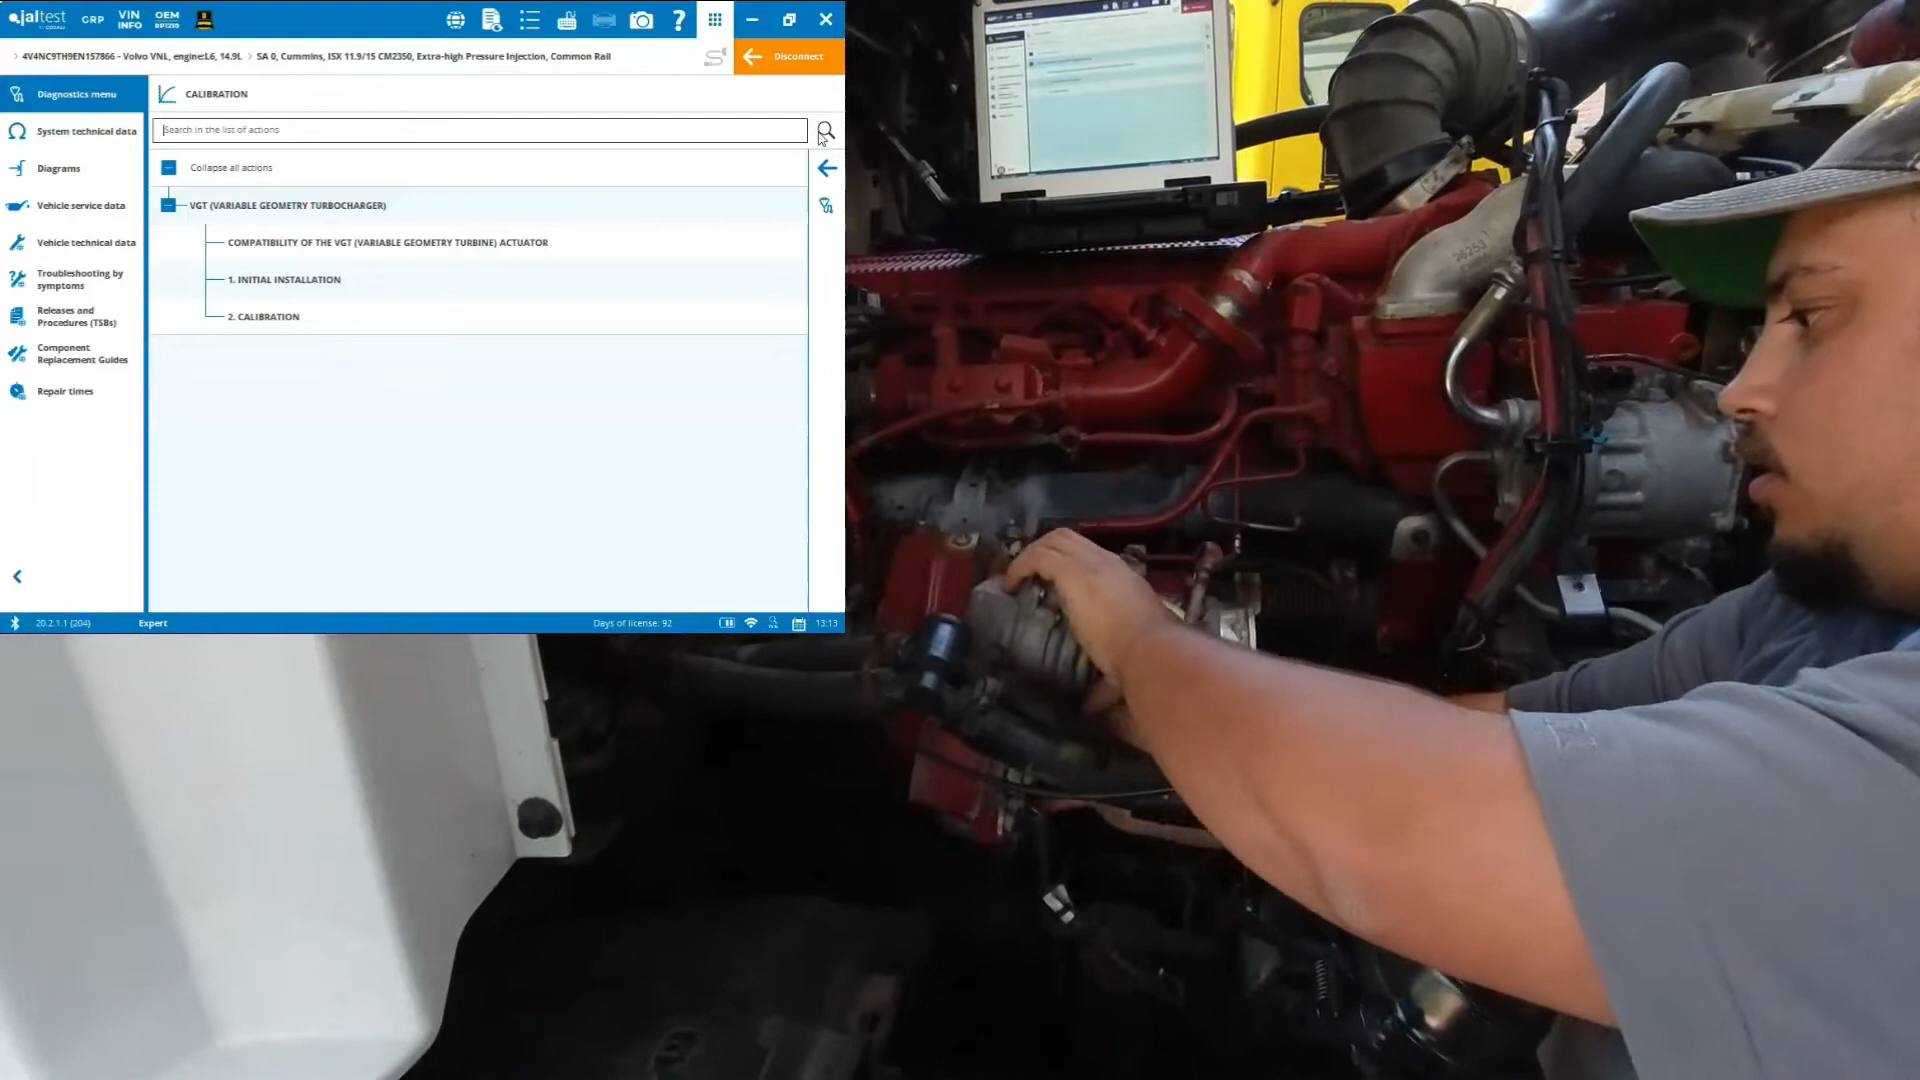 jaltest
BY COJALI
GRP
VIN
INFO
OEM
RP1210
4V4NC9TH9EN157866 - Volvo VNL, engine:L6, 14.9L
SA 0, Cummins, ISX 11.9/15 CM2350, Extra-high Pressure Injection, Common Rail
Disconnect
Diagnostics menu
System technical data
Diagrams
Vehicle service data
Vehicle technical data
Troubleshooting by
symptoms
Releases and
Procedures (TSBs)
Component
Replacement Guides
Repair times
CALIBRATION
Search in the list of actions
Collapse all actions
VGT (VARIABLE GEOMETRY TURBOCHARGER)
COMPATIBILITY OF THE VGT (VARIABLE GEOMETRY TURBINE) ACTUATOR
1. INITIAL INSTALLATION
2. CALIBRATION
20.2.1.1 (204)
Expert
Days of license: 92
13:13